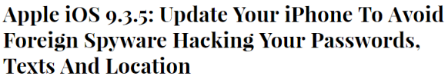 Apple iOS 9.3.5: Update Your iPhone To Avoid
Foreign Spyware Hacking Your Passwords,
Texts And Location